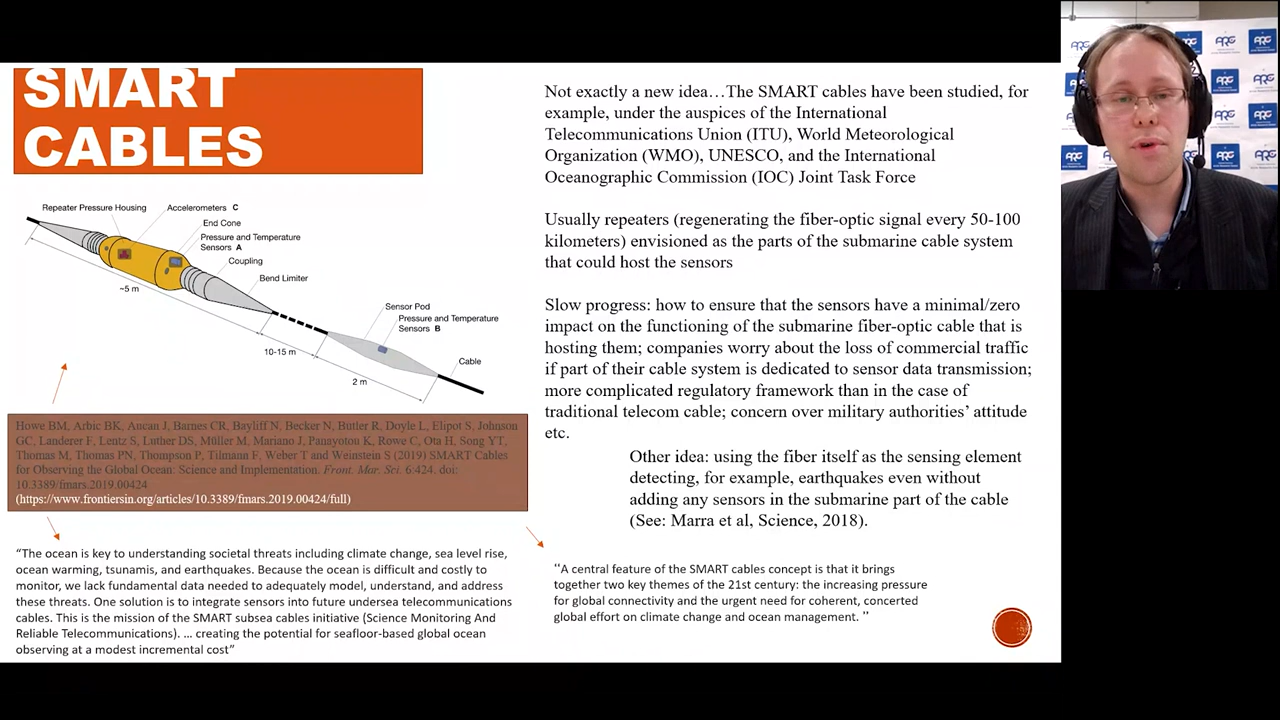 SMART
CABLES
Repeater Pressure Housing
Accelerometers C
End Cone
Pressure and Temperature
Sensors A
Coupling
Bend Limiter
~5 m
Sensor Pod
Pressure and Temperature
Sensors B
10-15 m
Cable
2 m
Howe BM, Arbic BK, Aucan J, Barnes CR, Bayliff N, Becker N, Butler R, Doyle L, Elipot S, Johnson
GC, Landerer F, Lentz S, Luther DS, Müller M, Mariano J, Panayotou K, Rowe C, Ota H, Song YT,
Thomas M, Thomas PN, Thompson P, Tilmann F, Weber T and Weinstein S (2019) SMART Cables
for Observing the Global Ocean: Science and Implementation. Front. Mar. Sci. 6:424. doi:
10.3389/fmars.2019.00424
(https://www.frontiersin.org/articles/10.3389/fmars.2019.00424/full)
“The ocean is key to understanding societal threats including climate change, sea level rise,
ocean warming, tsunamis, and earthquakes. Because the ocean is difficult and costly to
monitor, we lack fundamental data needed to adequately model, understand, and address
these threats. One solution is to integrate sensors into future undersea telecommunications
cables. This is the mission of the SMART subsea cables initiative (Science Monitoring And
Reliable Telecommunications). … creating the potential for seafloor-based global ocean
observing at a modest incremental cost”
Not exactly a new idea…The SMART cables have been studied, for
example, under the auspices of the International
Telecommunications Union (ITU), World Meteorological
Organization (WMO), UNESCO, and the International
Oceanographic Commission (IOC) Joint Task Force
Usually repeaters (regenerating the fiber-optic signal every 50-100
kilometers) envisioned as the parts of the submarine cable system
that could host the sensors
Slow progress: how to ensure that the sensors have a minimal/zero
impact on the functioning of the submarine fiber-optic cable that is
hosting them; companies worry about the loss of commercial traffic
if part of their cable system is dedicated to sensor data transmission;
more complicated regulatory framework than in the case of
traditional telecom cable; concern over military authorities’ attitude
etc.
Other idea: using the fiber itself as the sensing element
detecting, for example, earthquakes even without
adding any sensors in the submarine part of the cable
(See: Marra et al, Science, 2018).
“A central feature of the SMART cables concept is that it brings
together two key themes of the 21st century: the increasing pressure
for global connectivity and the urgent need for coherent, concerted
global effort on climate change and ocean management. ”
ARC